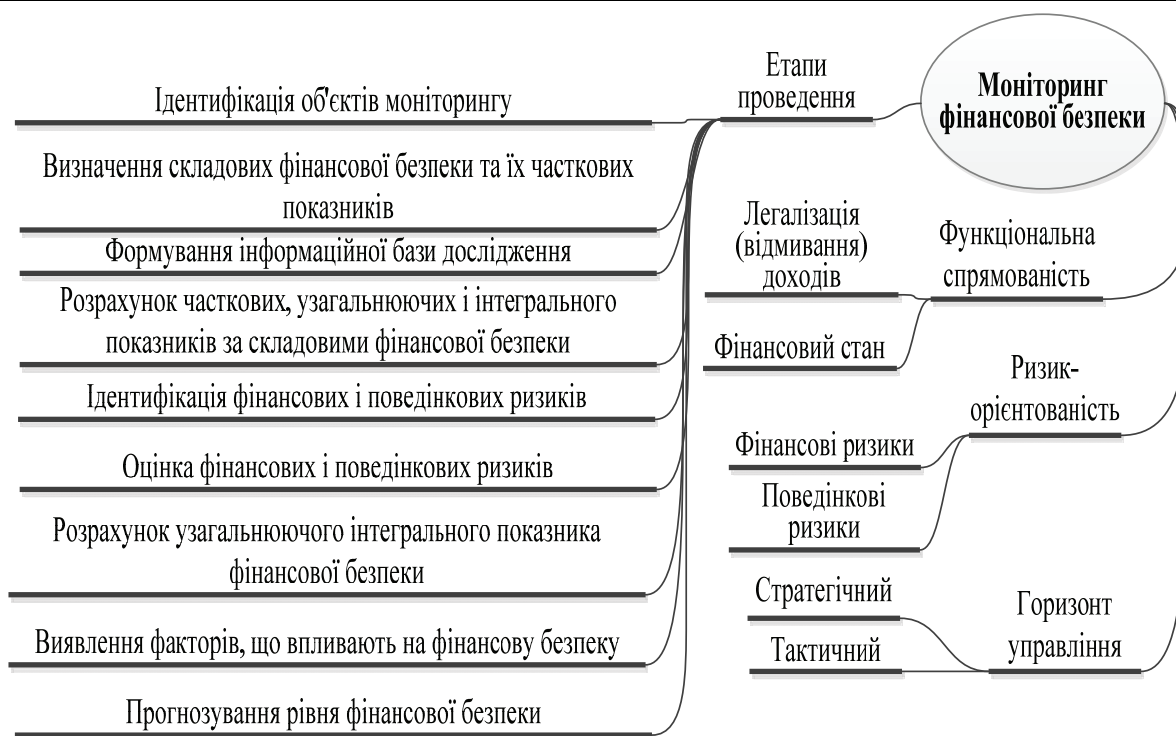 Моніторинг
фінансової безпеки
Етапи
проведення
Ідентифікація об'єктів моніторингу
Визначення складових фінансової безпеки та їх часткових
показників
Формування інформаційної бази дослідження
Розрахунок часткових, узагальнюючих і інтегрального
показників за складовими фінансової безпеки
Ідентифікація фінансових і поведінкових ризиків
Оцінка фінансових і поведінкових ризиків
Розрахунок узагальнюючого інтегрального показника
фінансової безпеки
Виявлення факторів, що впливають на фінансову безпеку
Прогнозування рівня фінансової безпеки
Функціональна
спрямованість
Легалізація
(відмивання)
доходів
Фінансовий стан
Ризик-
орієнтованість
Фінансові ризики
Поведінкові
ризики
Горизонт
управління
Стратегічний
Тактичний